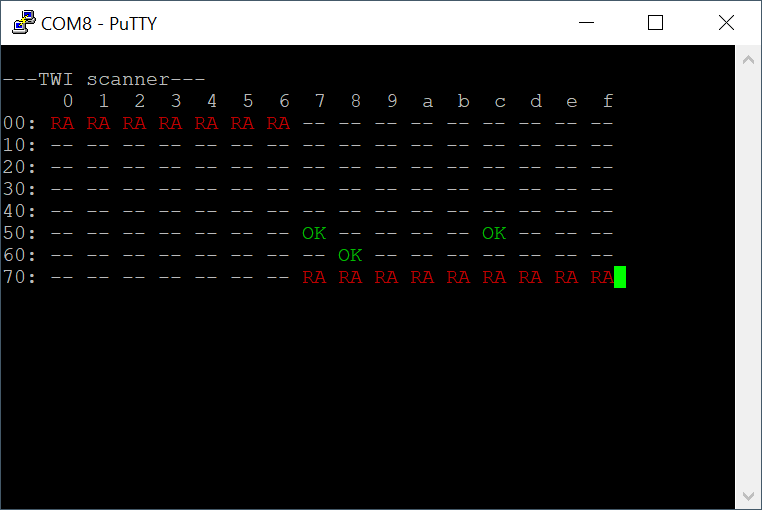 COM8 - PuTTY
---TWI scanner---
     0  1  2  3  4  5  6  7  8  9  a  b  c  d  e  f
00: RA RA RA RA RA RA RA -- -- -- -- -- -- -- -- --
10: -- -- -- -- -- -- -- -- -- -- -- -- -- -- -- --
20: -- -- -- -- -- -- -- -- -- -- -- -- -- -- -- --
30: -- -- -- -- -- -- -- -- -- -- -- -- -- -- -- --
40: -- -- -- -- -- -- -- -- -- -- -- -- -- -- -- --
50: -- -- -- -- -- -- -- OK -- -- -- -- OK -- -- --
60: -- -- -- -- -- -- -- -- OK -- -- -- -- -- -- --
70: -- -- -- -- -- -- -- RA RA RA RA RA RA RA RA RA